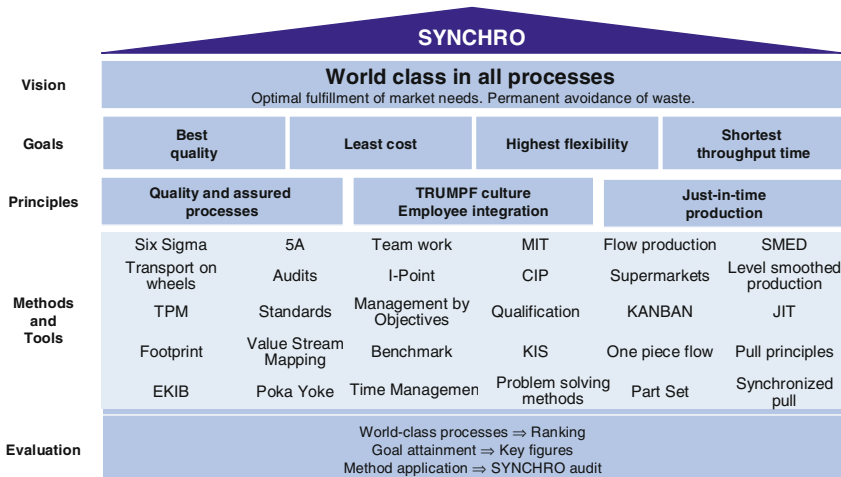 SYNCHRO
Vision
World class in all processes
Optimal fulfillment of market needs. Permanent avoidance of waste.
Goals
Best
quality
Least cost
Highest flexibility
Shortest
throughput time
Principles
Quality and assured
processes
TRUMPF culture
Employee integration
Just-in-time
production
Methods
and
Tools
Six Sigma
5A
Team work
MIT
Flow production
SMED
Transport on
wheels
Audits
I-Point
CIP
Supermarkets
Level smoothed
production
TPM
Standards
Management by
Objectives
Qualification
KANBAN
JIT
Footprint
Value Stream
Mapping
Benchmark
KIS
One piece flow
Pull principles
EKIB
Poka Yoke
Time Managemen
Problem solving
methods
Part Set
Synchronized
pull
Evaluation
World-class processes ⇒ Ranking
Goal attainment ⇒ Key figures
Method application ⇒ SYNCHRO audit